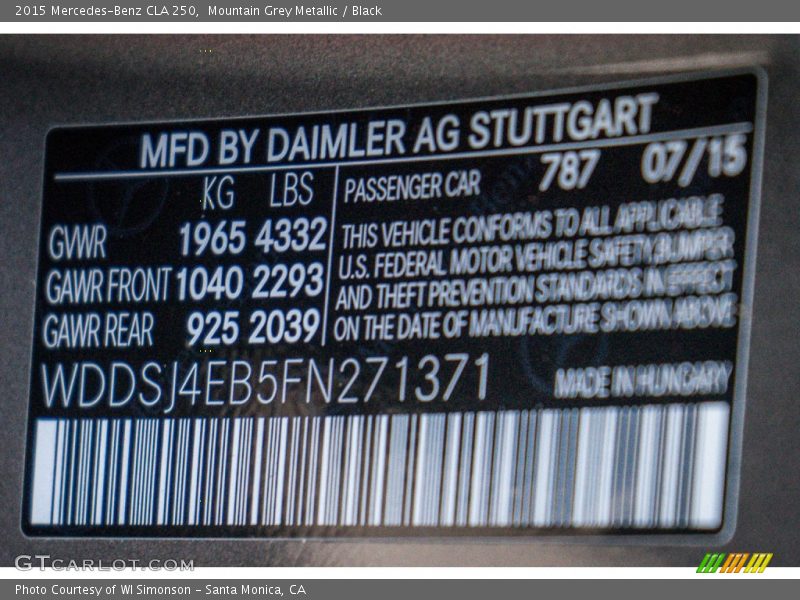 2015 Mercedes-Benz CLA 250,  Mountain Grey Metallic / Black
MFD BY DAIMLER AG STUTTGART
KG LBS PASSENGER CAR 787 07/15
GWWR 1965 4332 THIS VEHICLE CONFORMS TO ALL APPLICABLE
GAWR FRONT 1040 2293 U.S. FEDERAL MOTOR VEHICLE SAFETY, BUMPER
GAWR REAR 925 2039 AND THEFT PREVENTION STANDARDS IN EFFECT
ON THE DATE OF MANUFACTURE SHOWN ABOVE
WDDSJ4EB5FN271371 MADE IN HUNGARY
GTCARLOT.COM
Photo Courtesy of WI Simonson - Santa Monica, CA